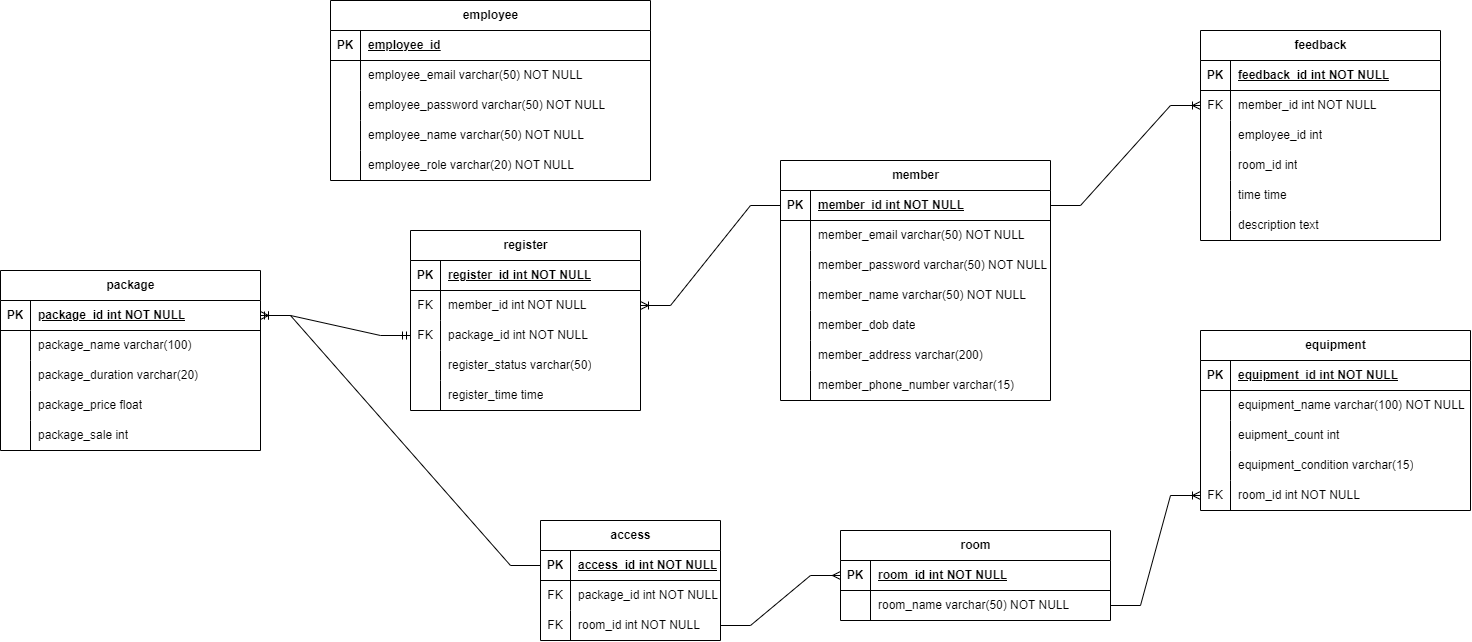 employee
PK employee_id
employee_email varchar(50) NOT NULL
employee_password varchar(50) NOT NULL
employee_name varchar(50) NOT NULL
employee_role varchar(20) NOT NULL
feedback
PK feedback_id int NOT NULL
FK member_id int NOT NULL
employee_id int
room_id int
time time
description text
member
PK member_id int NOT NULL
member_email varchar(50) NOT NULL
member_password varchar(50) NOT NULL
member_name varchar(50) NOT NULL
member_dob date
member_address varchar(200)
member_phone_number varchar(15)
register
PK register_id int NOT NULL
FK member_id int NOT NULL
FK package_id int NOT NULL
register_status varchar(50)
register_time time
package
PK package_id int NOT NULL
package_name varchar(100)
package_duration varchar(20)
package_price float
package_sale int
equipment
PK equipment_id int NOT NULL
equipment_name varchar(100) NOT NULL
euipment_count int
equipment_condition varchar(15)
FK room_id int NOT NULL
access
PK access_id int NOT NULL
FK package_id int NOT NULL
FK room_id int NOT NULL
room
PK room_id int NOT NULL
room_name varchar(50) NOT NULL